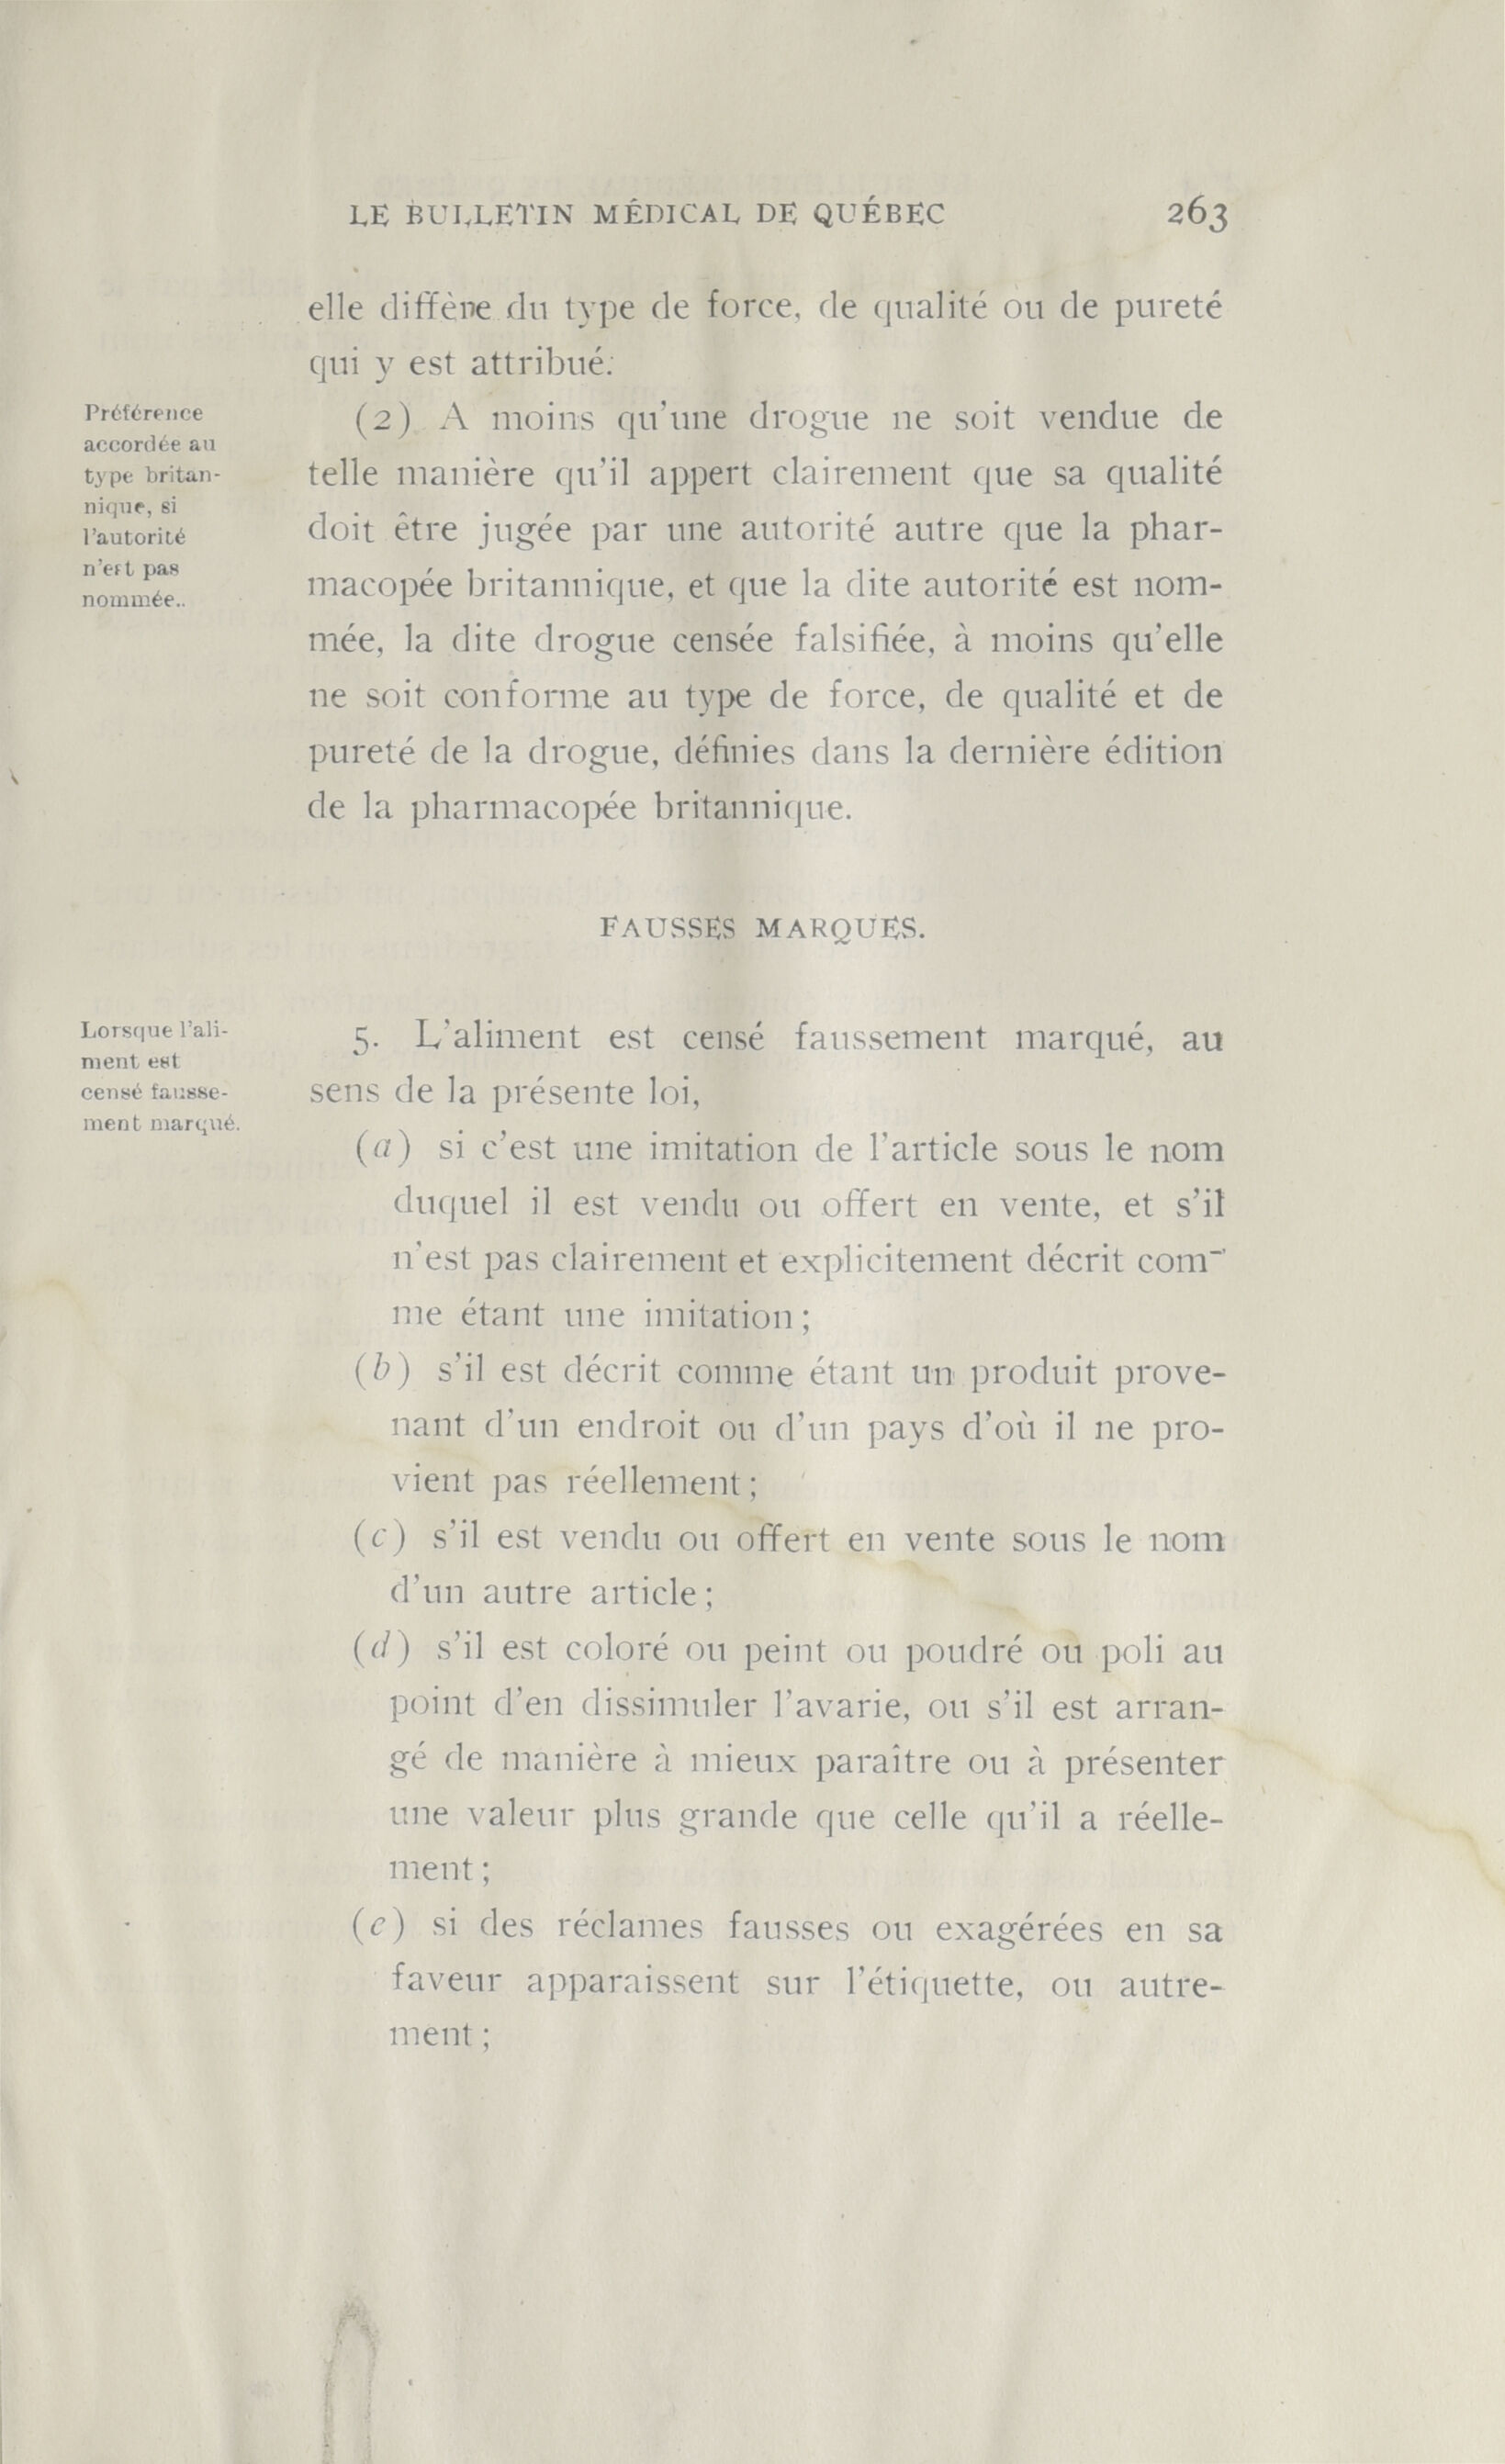 LE BULLETIN MÉDICAL DE QUÉBEC 263
elle diffène du type de force, de qualité ou de pureté
qui y est attribué.
Préférence
accordée au
type britan-
nique, si
l'autorité
n'est pas
nommée..
(2) A moins qu'une drogue ne soit vendue de
telle manière qu'il appert clairement que sa qualité
doit être jugée par une autorité autre que la phar-
macopée britannique, et que la dite autorité est nom-
mée, la dite drogue censée falsifiée, à moins qu'elle
ne soit conforme au type de force, de qualité et de
pureté de la drogue, définies dans la dernière édition
de la pharmacopée britannique.
FAUSSES MARQUES.
Lorsque l'ali-
ment est
censé fausse-
ment marqué.
5. L'aliment est censé faussement marqué, au
sens de la présente loi,
(a) si c'est une imitation de l'article sous le nom
duquel il est vendu ou offert en vente, et s'il
n'est pas clairement et explicitement décrit com-
me étant une imitation;
(b) s'il est décrit comme étant un produit prove-
nant d'un endroit ou d'un pays d'où il ne pro-
vient pas réellement;
(c) s'il est vendu ou offert en vente sous le nom
d'un autre article;
(d) s'il est coloré ou peint ou poudré ou poli au
point d'en dissimuler l'avarie, ou s'il est arran-
gé de manière à mieux paraître ou à présenter
une valeur plus grande que celle qu'il a réelle-
ment;
(e) si des réclames fausses ou exagérées en sa
faveur apparaissent sur l'étiquette, ou autre-
ment;